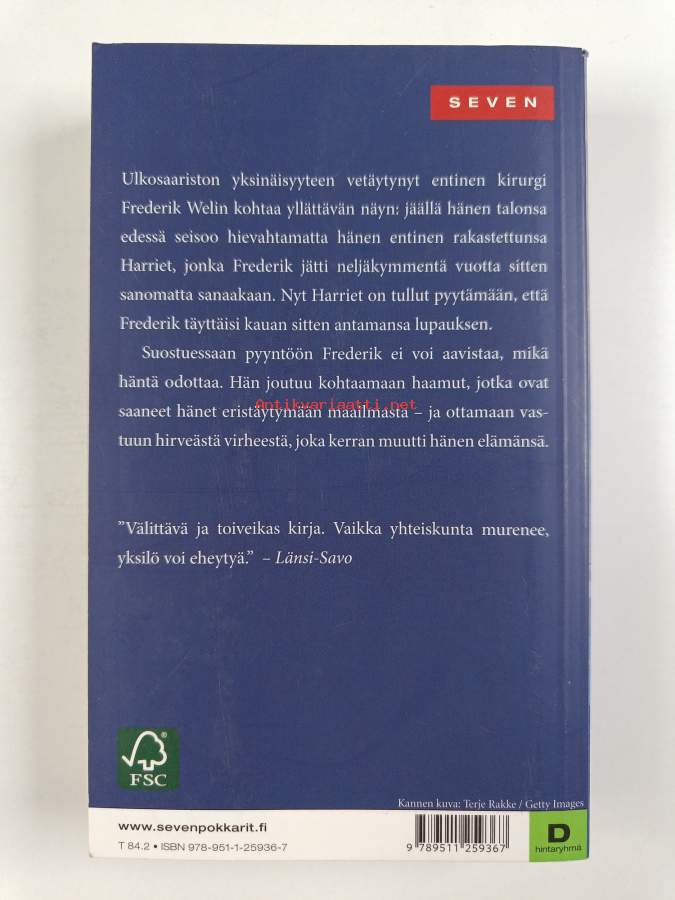 SEVEN
Ulkosaariston yksinäisyyteen vetäytynyt entinen kirurgi
Frederik Welin kohtaa yllättävän näyn: jäällä hänen talonsa
edessä seisoo hievahtamatta hänen entinen rakastettunsa
Harriet, jonka Frederik jätti neljäkymmentä vuotta sitten
sanomatta sanaakaan. Nyt Harriet on tullut pyytämään, että
Frederik täyttäisi kauan sitten antamansa lupauksen.
Suostuessaan pyyntöön Frederik ei voi aavistaa, mikä
häntä odottaa. Hän joutuu kohtaamaan haamut, jotka ovat
Antikvariaatti.net
saaneet hänet eristäytymään maailmasta – ja ottamaan vas-
tuun hirveästä virheestä, joka kerran muutti hänen elämänsä.
”Välittävä ja toiveikas kirja. Vaikka yhteiskunta murenee,
yksilö voi eheytyä.” – Länsi-Savo
FSC
Kannen kuva: Terje Rakke / Getty Images
www.sevenpokkarit.fi
T 84.2 • ISBN 978-951-1-25936-7
9 789511 259367
D
hintaryhmä